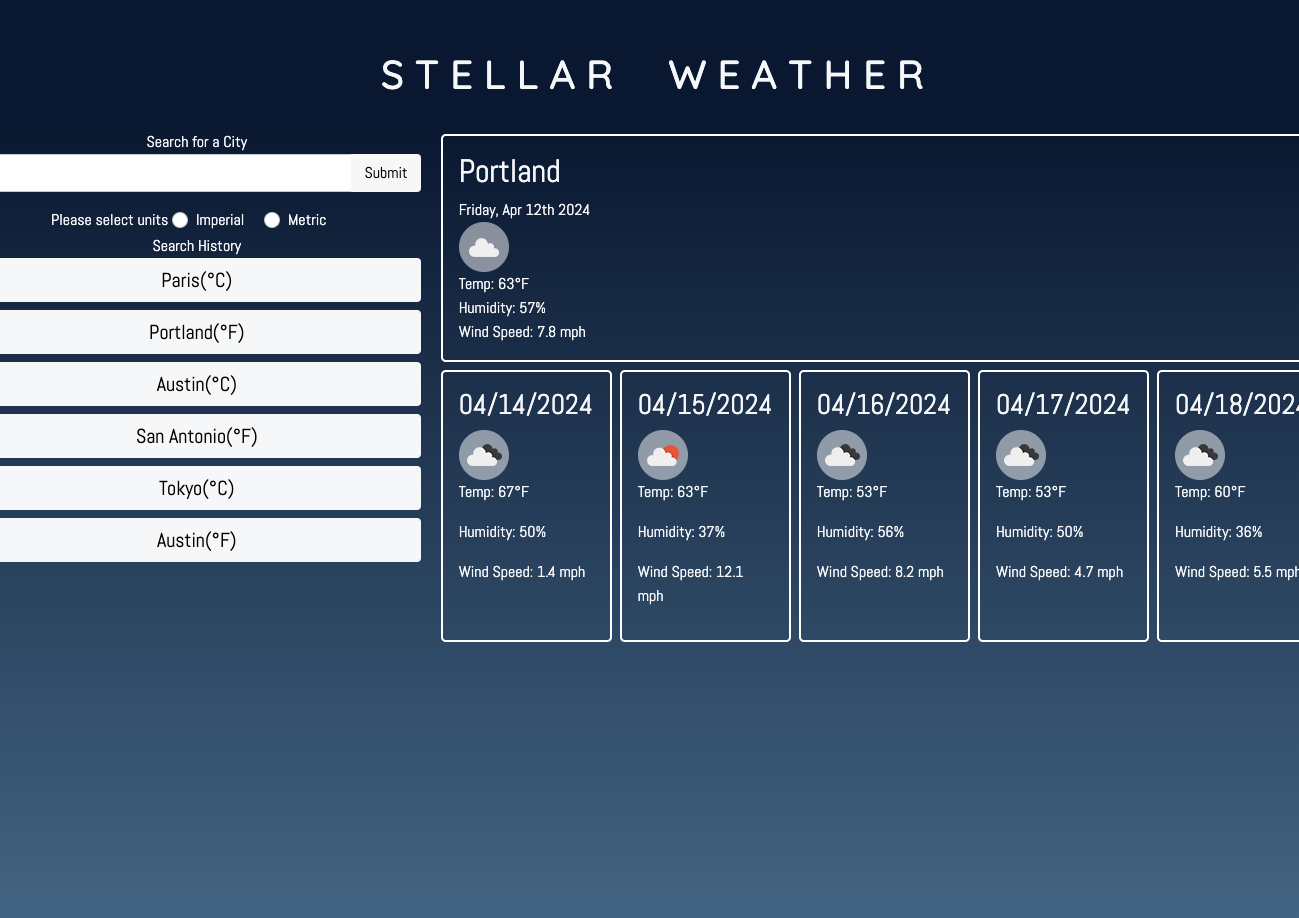 STELLAR WEATHER
Search for a City
Submit
Please select units Imperial Metric
Search History
Paris(°C)
Portland(°F)
Austin(°C)
San Antonio(°F)
Tokyo(°C)
Austin(°F)
Portland
Friday, Apr 12th 2024
Temp: 63°F
Humidity: 57%
Wind Speed: 7.8 mph
04/14/2024
Temp: 67°F
Humidity: 50%
Wind Speed: 1.4 mph
04/15/2024
Temp: 63°F
Humidity: 37%
Wind Speed: 12.1
mph
04/16/2024
Temp: 53°F
Humidity: 56%
Wind Speed: 8.2 mph
04/17/2024
Temp: 53°F
Humidity: 50%
Wind Speed: 4.7 mph
04/18/2024
Temp: 60°F
Humidity: 36%
Wind Speed: 5.5 mph